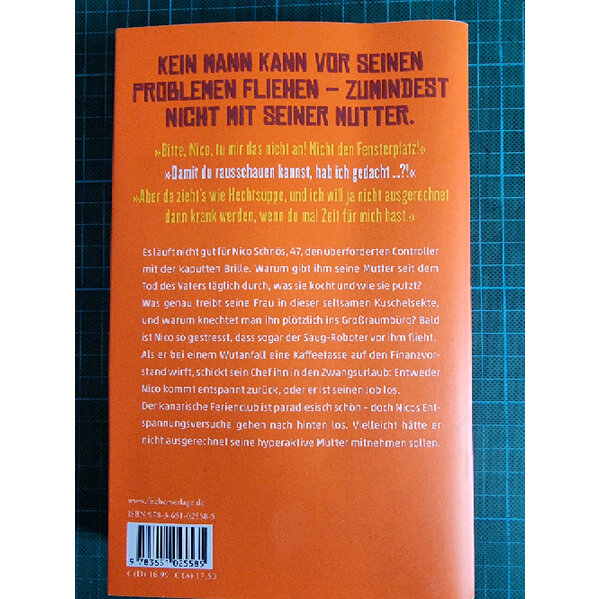 KEIN MANN KANN VOR SEINEN
PROBLEMEN FLIEHEN – ZUMINDEST
NICHT MIT SEINER MUTTER.
»Bitte, Nico, tu mir das nicht an! Nicht den Fensterplatz!«
»Damit du rausschauen kannst, hab ich gedacht ...?!«
»Aber da zieht's wie Hechtsuppe, und ich will ja nicht ausgerechnet
dann krank werden, wenn du mal Zeit für mich hast.«
Es läuft nicht gut für Nico Schnös, 47, den überforderten Controller
mit der kaputten Brille. Warum gibt ihm seine Mutter seit dem
Tod des Vaters täglich durch, was sie kocht und wie sie putzt?
Was genau treibt seine Frau in dieser seltsamen Kuschelsekte,
und warum knechtet man ihn plötzlich ins Großraumbüro? Bald
ist Nico so gestresst, dass sogar der Saug-Roboter vor ihm flieht.
Als er bei einem Wutanfall eine Kaffeetasse auf den Finanzvor-
stand wirft, schickt sein Chef ihn in den Zwangsurlaub: Entweder
Nico kommt entspannt zurück, oder er ist seinen Job los.
Der kanarische Ferienclub ist paradiesisch schön – doch Nicos Ent-
spannungsversuche gehen nach hinten los. Vielleicht hätte er
nicht ausgerechnet seine hyperaktive Mutter mitnehmen sollen.
www.fischerverlage.de
ISBN 978-3-651-02558-5
9 783651 025589
€ (D) 16,99 € (A) 17,50